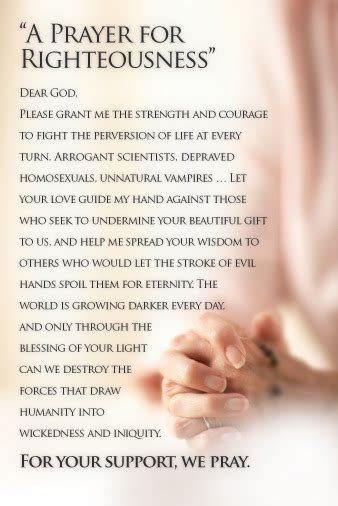 “A Prayer for
Righteousness”
Dear God,
Please grant me the strength and courage
to fight the perversion of life at every
turn. Arrogant scientists, depraved
homosexuals, unnatural vampires ... Let
your love guide my hand against those
who seek to undermine your beautiful gift
to us, and help me spread your wisdom to
others who would let the stroke of evil
hands spoil them for eternity. The
world is growing darker every day,
and only through the
blessing of your light
can we destroy the
forces that draw
humanity into
wickedness and iniquity.
For your support, we pray.